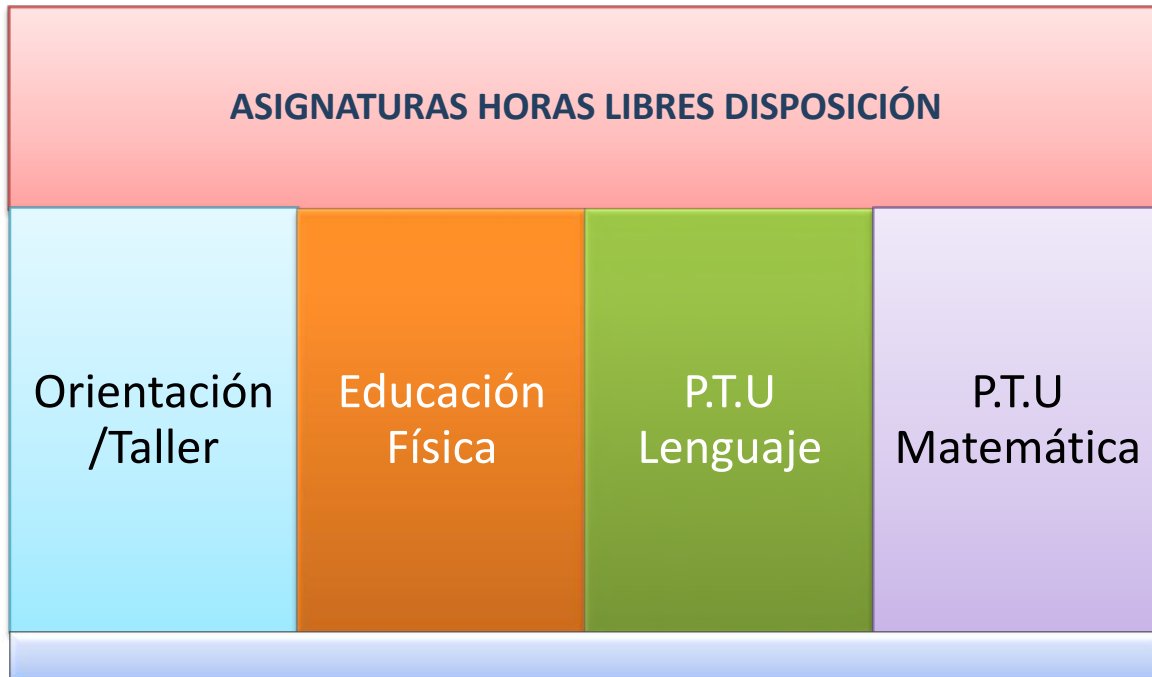 ASIGNATURAS HORAS LIBRES DISPOSICIÓN
Orientación
/Taller
Educación
Física
P.T.U
Lenguaje
P.T.U
Matemática